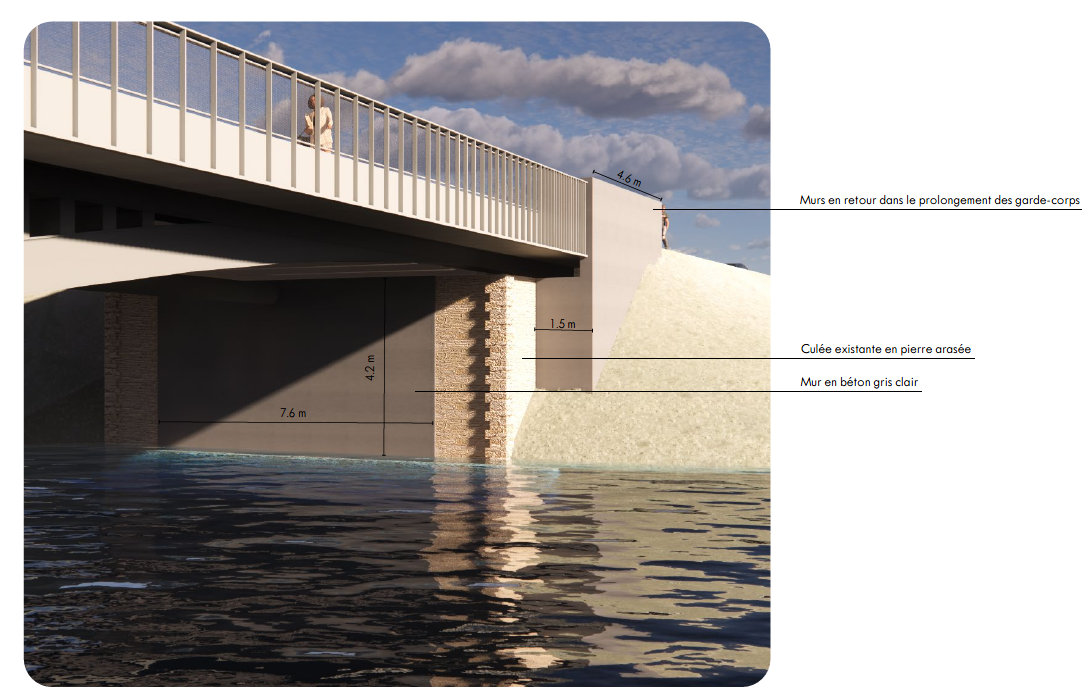 4.6 m
Murs en retour dans le prolongement des garde-corps
1.5 m
Culée existante en pierre arasée
4.2 m
Mur en béton gris clair
7.6 m